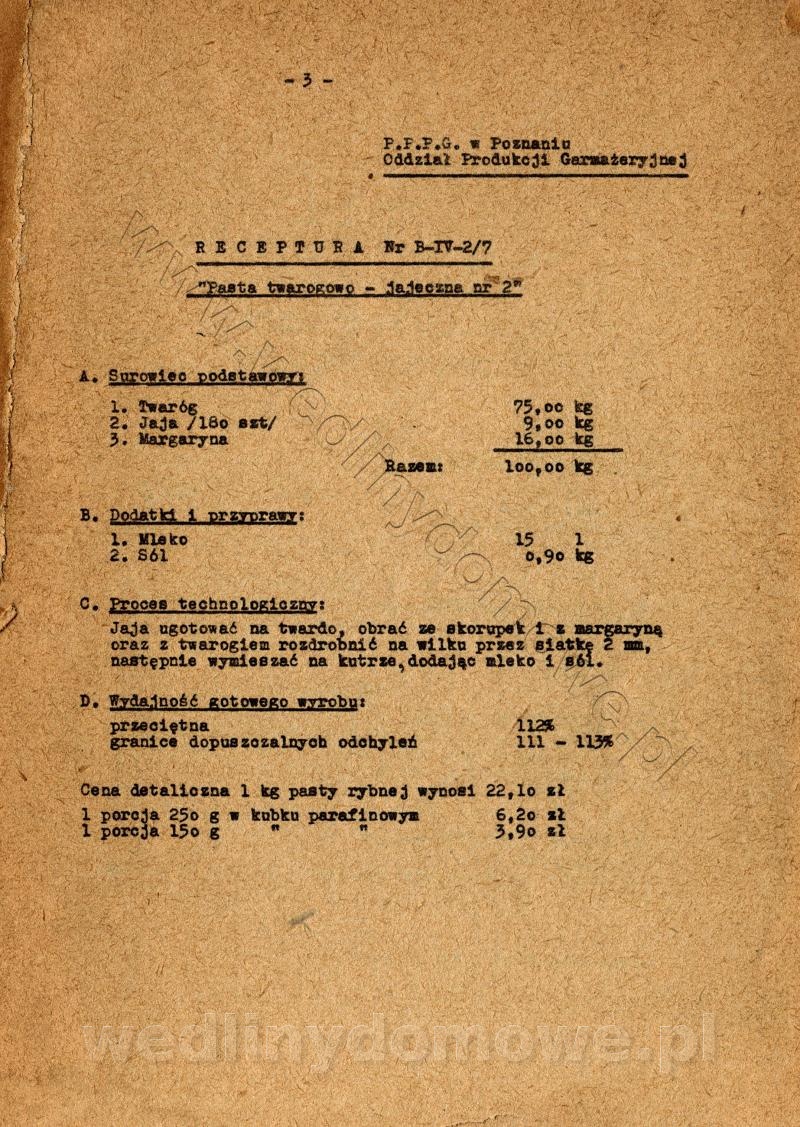 - 3 -
P.P.P.G. w Poznaniu
Oddział Produkcji Garmażeryjnej
R E C E P T U R A Nr B-IV-2/7
"Pasta twarogowo - jajeczna nr 2"
A. Surowiec podstawowy:
1. Twaróg 75,oo kg
2. Jaja /18o szt/ 9,oo kg
3. Margaryna 16,oo kg
Razem: loo,oo kg
B. Dodatki i przyprawy:
1. Mleko 15 l
2. Sól o,9o kg
C. Proces technologiczny:
Jaja ugotować na twardo, obrać ze skorupek i z margaryną
oraz z twarogiem rozdrobnić na wilku przez siatkę 2 mm,
następnie wymieszać na kutrze, dodając mleko i sól.
D. Wydajność gotowego wyrobu:
przeciętna 112%
granice dopuszczalnych odchyleń 111 - 113%
Cena detaliczna 1 kg pasty rybnej wynosi 22,1o zł
1 porcja 25o g w kubku parafinowym 6,2o zł
1 porcja 15o g " " 3,9o zł
www.wedlinydomowe.pl
wedlinydomowe.pl